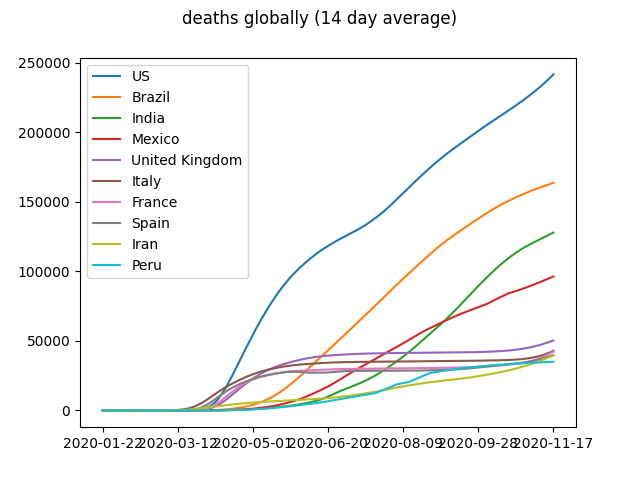 deaths globally (14 day average)
250000
200000
150000
100000
50000
0
US
Brazil
India
Mexico
United Kingdom
Italy
France
Spain
Iran
Peru
2020-01-22 2020-03-12 2020-05-01 2020-06-20 2020-08-09 2020-09-28 2020-11-17